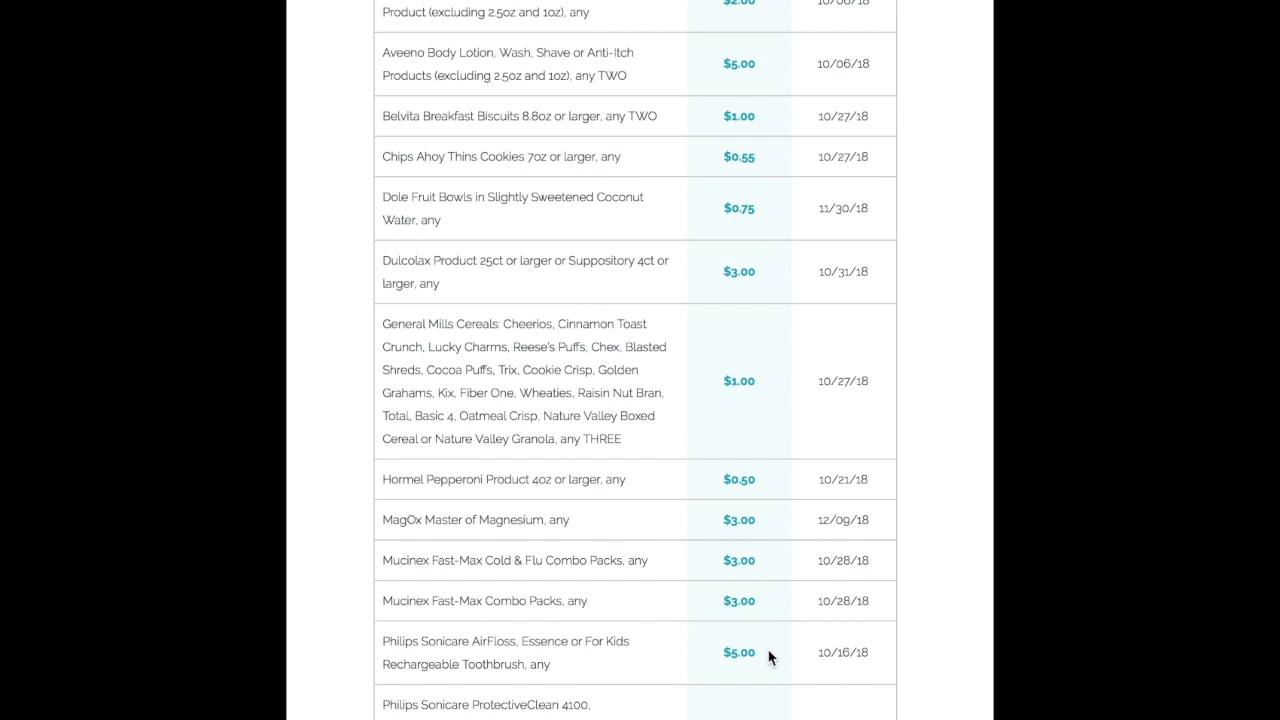 $2.00 10/06/18
Product (excluding 2.5oz and 1oz), any
Aveeno Body Lotion, Wash, Shave or Anti-Itch
Products (excluding 2.5oz and 1oz), any TWO
$5.00 10/06/18
Belvita Breakfast Biscuits 8.8oz or larger, any TWO $1.00 10/27/18
Chips Ahoy Thins Cookies 7oz or larger, any $0.55 10/27/18
Dole Fruit Bowls in Slightly Sweetened Coconut
Water, any
$0.75 11/30/18
Dulcolax Product 25ct or larger or Suppository 4ct or
larger, any
$3.00 10/31/18
General Mills Cereals: Cheerios, Cinnamon Toast
Crunch, Lucky Charms, Reese's Puffs, Chex, Blasted
Shreds, Cocoa Puffs, Trix, Cookie Crisp, Golden
Grahams, Kix, Fiber One, Wheaties, Raisin Nut Bran,
Total, Basic 4, Oatmeal Crisp, Nature Valley Boxed
Cereal or Nature Valley Granola, any THREE
$1.00 10/27/18
Hormel Pepperoni Product 4oz or larger, any $0.50 10/21/18
MagOx Master of Magnesium, any $3.00 12/09/18
Mucinex Fast-Max Cold & Flu Combo Packs, any $3.00 10/28/18
Mucinex Fast-Max Combo Packs, any $3.00 10/28/18
Philips Sonicare AirFloss, Essence or For Kids
Rechargeable Toothbrush, any
$5.00 10/16/18
Philips Sonicare ProtectiveClean 4100,